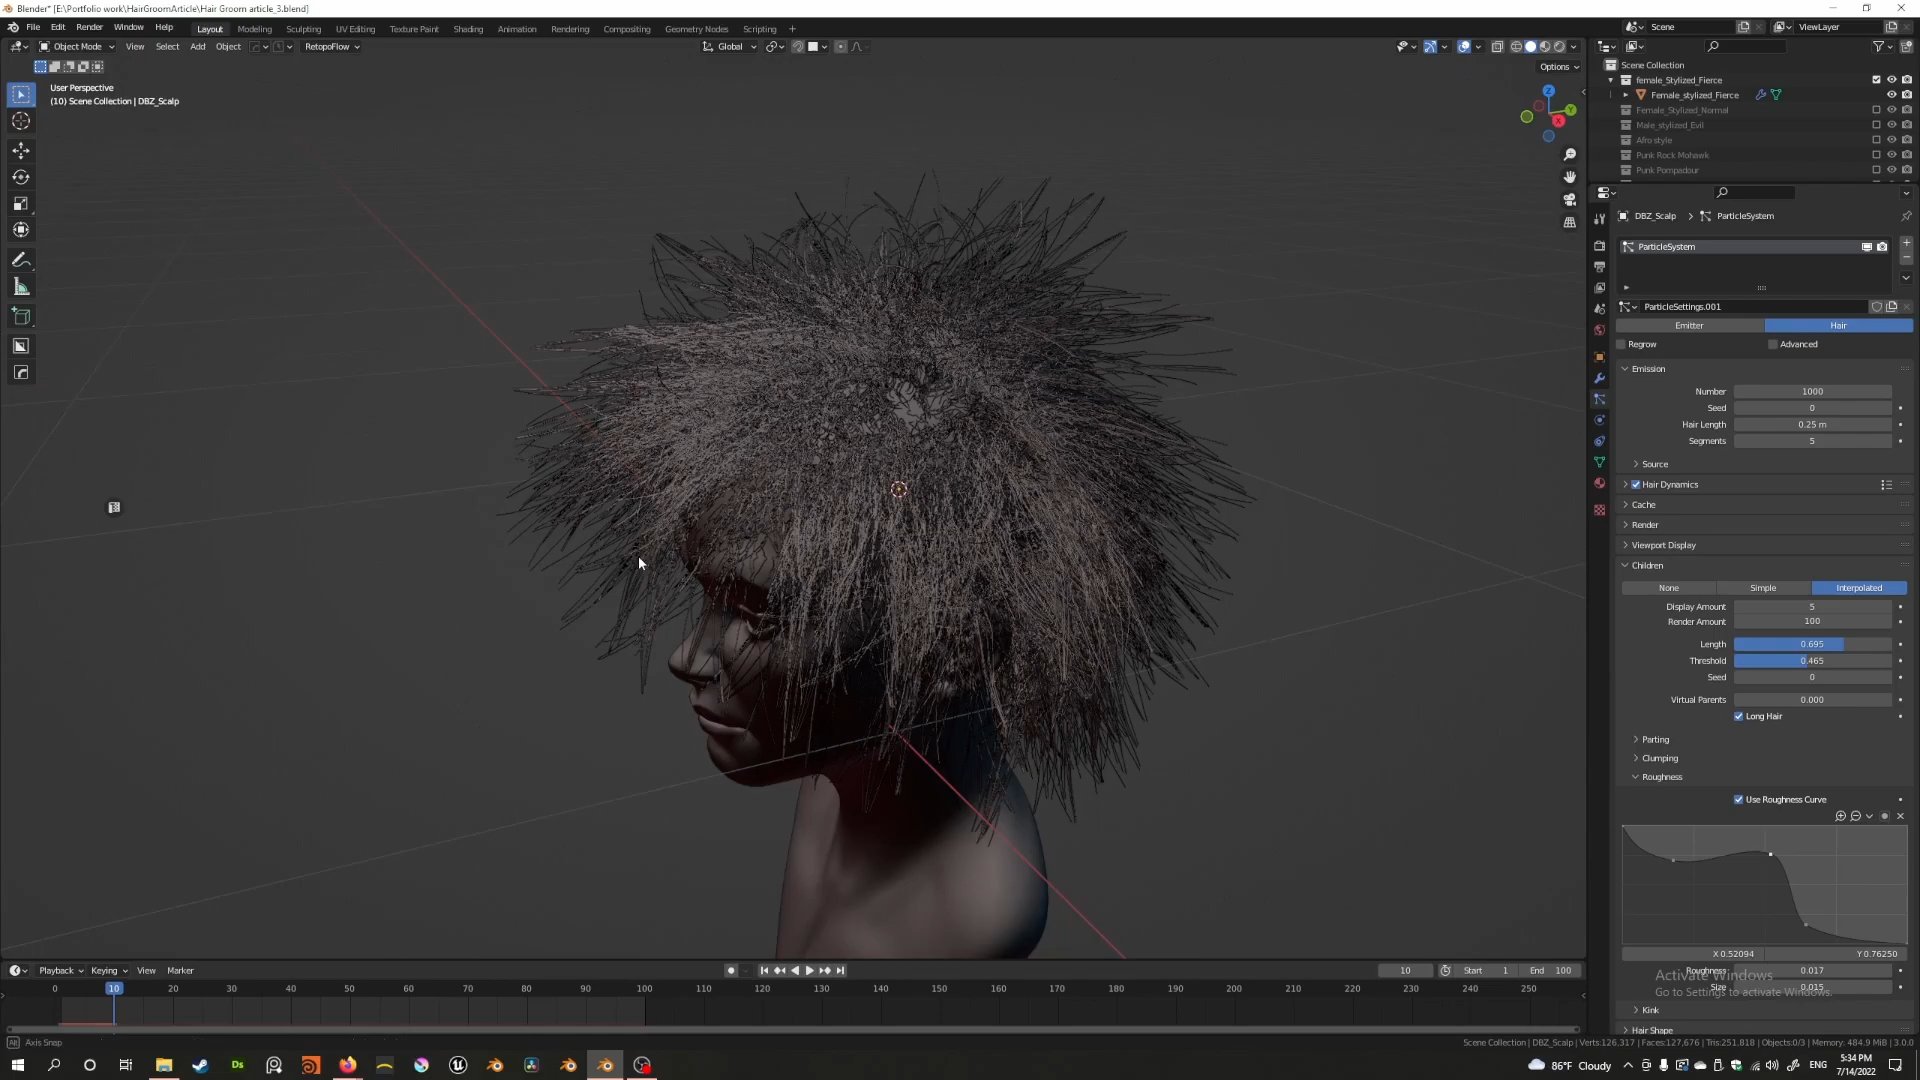 Blender* [E:\Portfolio work\HairGroomArticle\Hair Groom article_3.blend]
File Edit Render Window Help
Layout Modeling Sculpting UV Editing Texture Paint Shading Animation Rendering Compositing Geometry Nodes Scripting +
Scene
ViewLayer
Object Mode View Select Add Object RetopoFlow
Global
Options
User Perspective
(10) Scene Collection | DBZ_Scalp
Z
Y
X
Scene Collection
female_Stylized_Fierce
Female_stylized_Fierce
Female_Stylized_Normal
Male_stylized_Evil
Afro style
Punk Rock Mohawk
Punk Pompadour
DBZ_Scalp > ParticleSystem
ParticleSystem
ParticleSettings.001
Emitter Hair
Regrow Advanced
Emission
Number 1000
Seed 0
Hair Length 0.25 m
Segments 5
Source
Hair Dynamics
Cache
Render
Viewport Display
Children
None Simple Interpolated
Display Amount 5
Render Amount 100
Length 0.695
Threshold 0.465
Seed 0
Virtual Parents 0.000
Long Hair
Parting
Clumping
Roughness
Use Roughness Curve
X 0.52094 Y 0.76250
Roughness 0.017
Size 0.015
Kink
Hair Shape
Activate Windows
Go to Settings to activate Windows.
Playback Keying View Marker
10 Start 1 End 100
0 10 20 30 40 50 60 70 80 90 100 110 120 130 140 150 160 170 180 190 200 210 220 230 240 250
Alt Axis Snap
Scene Collection | DBZ_Scalp | Verts:126,317 | Faces:127,676 | Tris:251,818 | Objects:0/3 | Memory: 484.9 MiB | 3.0.0
Ds
86°F Cloudy
ENG
5:34 PM
7/14/2022